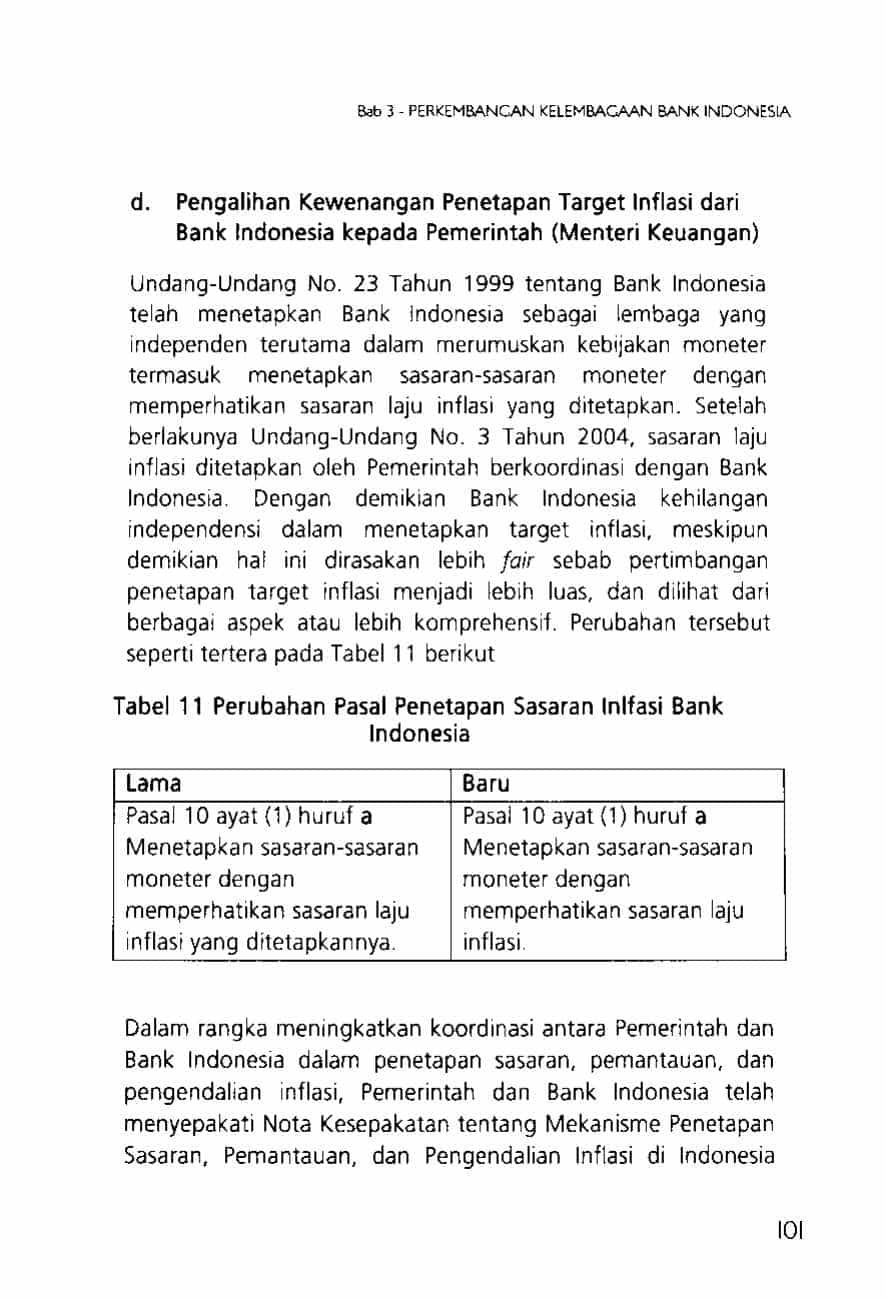 Bab 3 - PERKEMBANGAN KELEMBAGAAN BANK INDONESIA
d. Pengalihan Kewenangan Penetapan Target Inflasi dari
Bank Indonesia kepada Pemerintah (Menteri Keuangan)
Undang-Undang No. 23 Tahun 1999 tentang Bank Indonesia
telah menetapkan Bank Indonesia sebagai lembaga yang
independen terutama dalam merumuskan kebijakan moneter
termasuk menetapkan sasaran-sasaran moneter dengan
memperhatikan sasaran laju inflasi yang ditetapkan. Setelah
berlakunya Undang-Undang No. 3 Tahun 2004, sasaran laju
inflasi ditetapkan oleh Pemerintah berkoordinasi dengan Bank
Indonesia. Dengan demikian Bank Indonesia kehilangan
independensi dalam menetapkan target inflasi, meskipun
demikian hal ini dirasakan lebih fair sebab pertimbangan
penetapan target inflasi menjadi lebih luas, dan dilihat dari
berbagai aspek atau lebih komprehensif. Perubahan tersebut
seperti tertera pada Tabel 11 berikut
Tabel 11 Perubahan Pasal Penetapan Sasaran Inlfasi Bank
Indonesia
Lama
Pasal 10 ayat (1) huruf a
Menetapkan sasaran-sasaran
moneter dengan
memperhatikan sasaran laju
inflasi yang ditetapkannya.
Baru
Pasal 10 ayat (1) huruf a
Menetapkan sasaran-sasaran
moneter dengan
memperhatikan sasaran laju
inflasi.
Dalam rangka meningkatkan koordinasi antara Pemerintah dan
Bank Indonesia dalam penetapan sasaran, pemantauan, dan
pengendalian inflasi, Pemerintah dan Bank Indonesia telah
menyepakati Nota Kesepakatan tentang Mekanisme Penetapan
Sasaran, Pemantauan, dan Pengendalian Inflasi di Indonesia
101